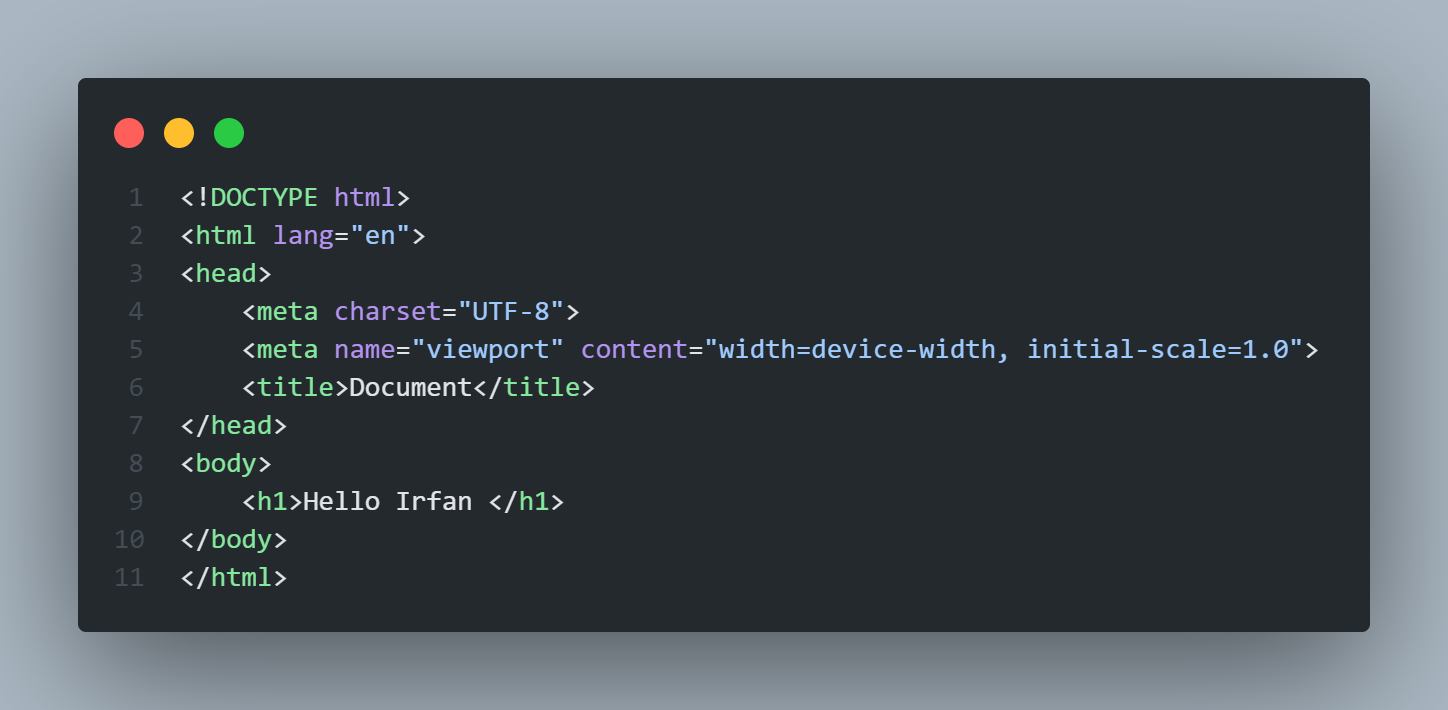 1 <!DOCTYPE html>
2 <html lang="en">
3 <head>
4     <meta charset="UTF-8">
5     <meta name="viewport" content="width=device-width, initial-scale=1.0">
6     <title>Document</title>
7 </head>
8 <body>
9     <h1>Hello Irfan </h1>
10 </body>
11 </html>